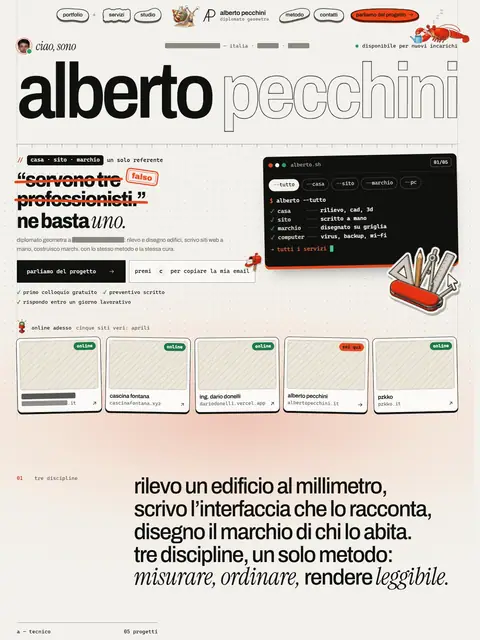 portfolio
servizi
studio
AP
alberto pecchini
diplomato geometra
metodo
contatti
parliamo del progetto →
ciao, sono
— italia ·
disponibile per nuovi incarichi
alberto pecchini
// casa · sito · marchio un solo referente
“servono tre
professionisti.”
falso
ne basta uno.
diplomato geometra a
rilevo e disegno edifici, scrivo siti web a
mano, costruisco marchi. con lo stesso metodo e la stessa cura.
parliamo del progetto →
premi c per copiare la mia email
✓ primo colloquio gratuito ✓ preventivo scritto
✓ rispondo entro un giorno lavorativo
alberto.sh
01/05
--tutto --casa --sito --marchio --pc
$ alberto --tutto
✓ casa rilievo, cad, 3d
✓ sito scritto a mano
✓ marchio disegnato su griglia
✓ computer virus, backup, wi-fi
→ tutti i servizi
online adesso cinque siti veri: aprili
online
.it ↗
online
cascina fontana
cascinafontana.xyz ↗
online
ing. dario donelli
dariodonelli.vercel.app ↗
sei qui
alberto pecchini
albertopecchini.it →
online
pzkko
pzkko.it ↗
01 tre discipline
rilevo un edificio al millimetro,
scrivo l’interfaccia che lo racconta,
disegno il marchio di chi lo abita.
tre discipline, un solo metodo:
misurare, ordinare, rendere leggibile.
a — tecnico
05 progetti